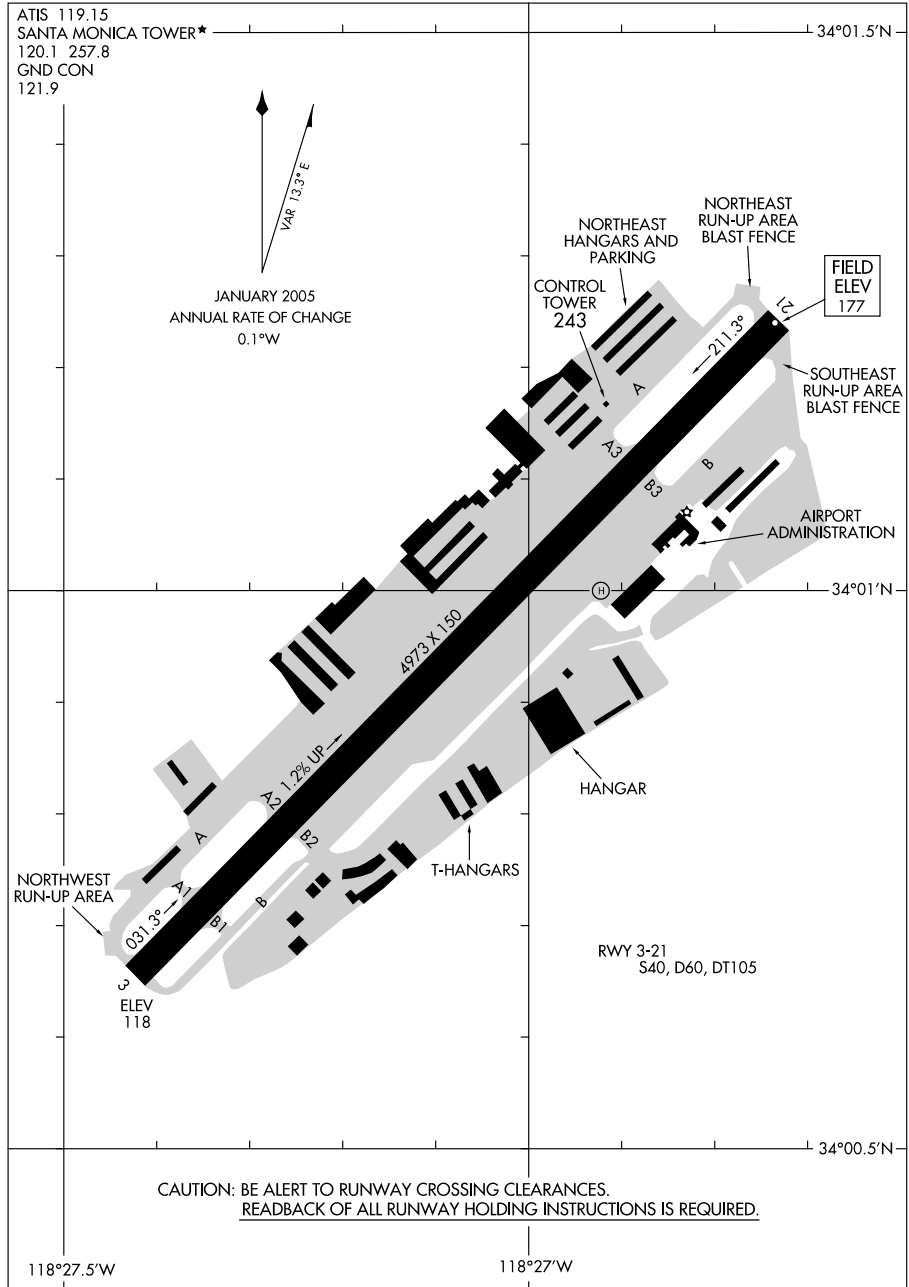 ATIS 119.15
SANTA MONICA TOWER★
120.1 257.8
GND CON
121.9
34°01.5'N
VAR 13.3° E
JANUARY 2005
ANNUAL RATE OF CHANGE
0.1°W
NORTHEAST
RUN-UP AREA
BLAST FENCE
NORTHEAST
HANGARS AND
PARKING
FIELD
ELEV
177
CONTROL
TOWER
243
21
211.3°
SOUTHEAST
RUN-UP AREA
BLAST FENCE
A
A3
B
B3
AIRPORT
ADMINISTRATION
H
34°01'N
4973 X 150
1.2% UP
HANGAR
A2
A
B2
T-HANGARS
NORTHWEST
RUN-UP AREA
A1
B
B1
031.3°
RWY 3-21
S40, D60, DT105
3
ELEV
118
34°00.5'N
CAUTION: BE ALERT TO RUNWAY CROSSING CLEARANCES.
READBACK OF ALL RUNWAY HOLDING INSTRUCTIONS IS REQUIRED.
118°27.5'W
118°27'W